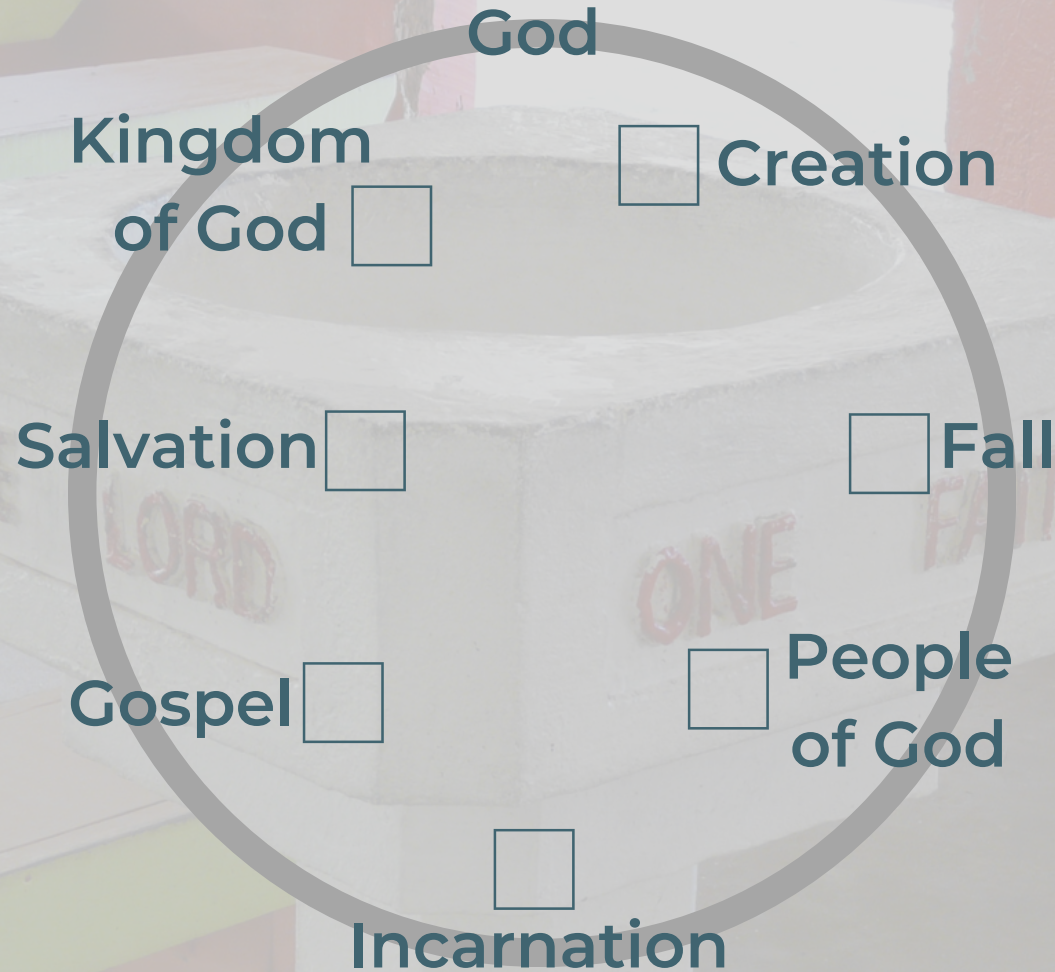 God
Kingdom
of God
Creation
Salvation
Fall
LORD
ONE
Gospel
People
of God
Incarnation